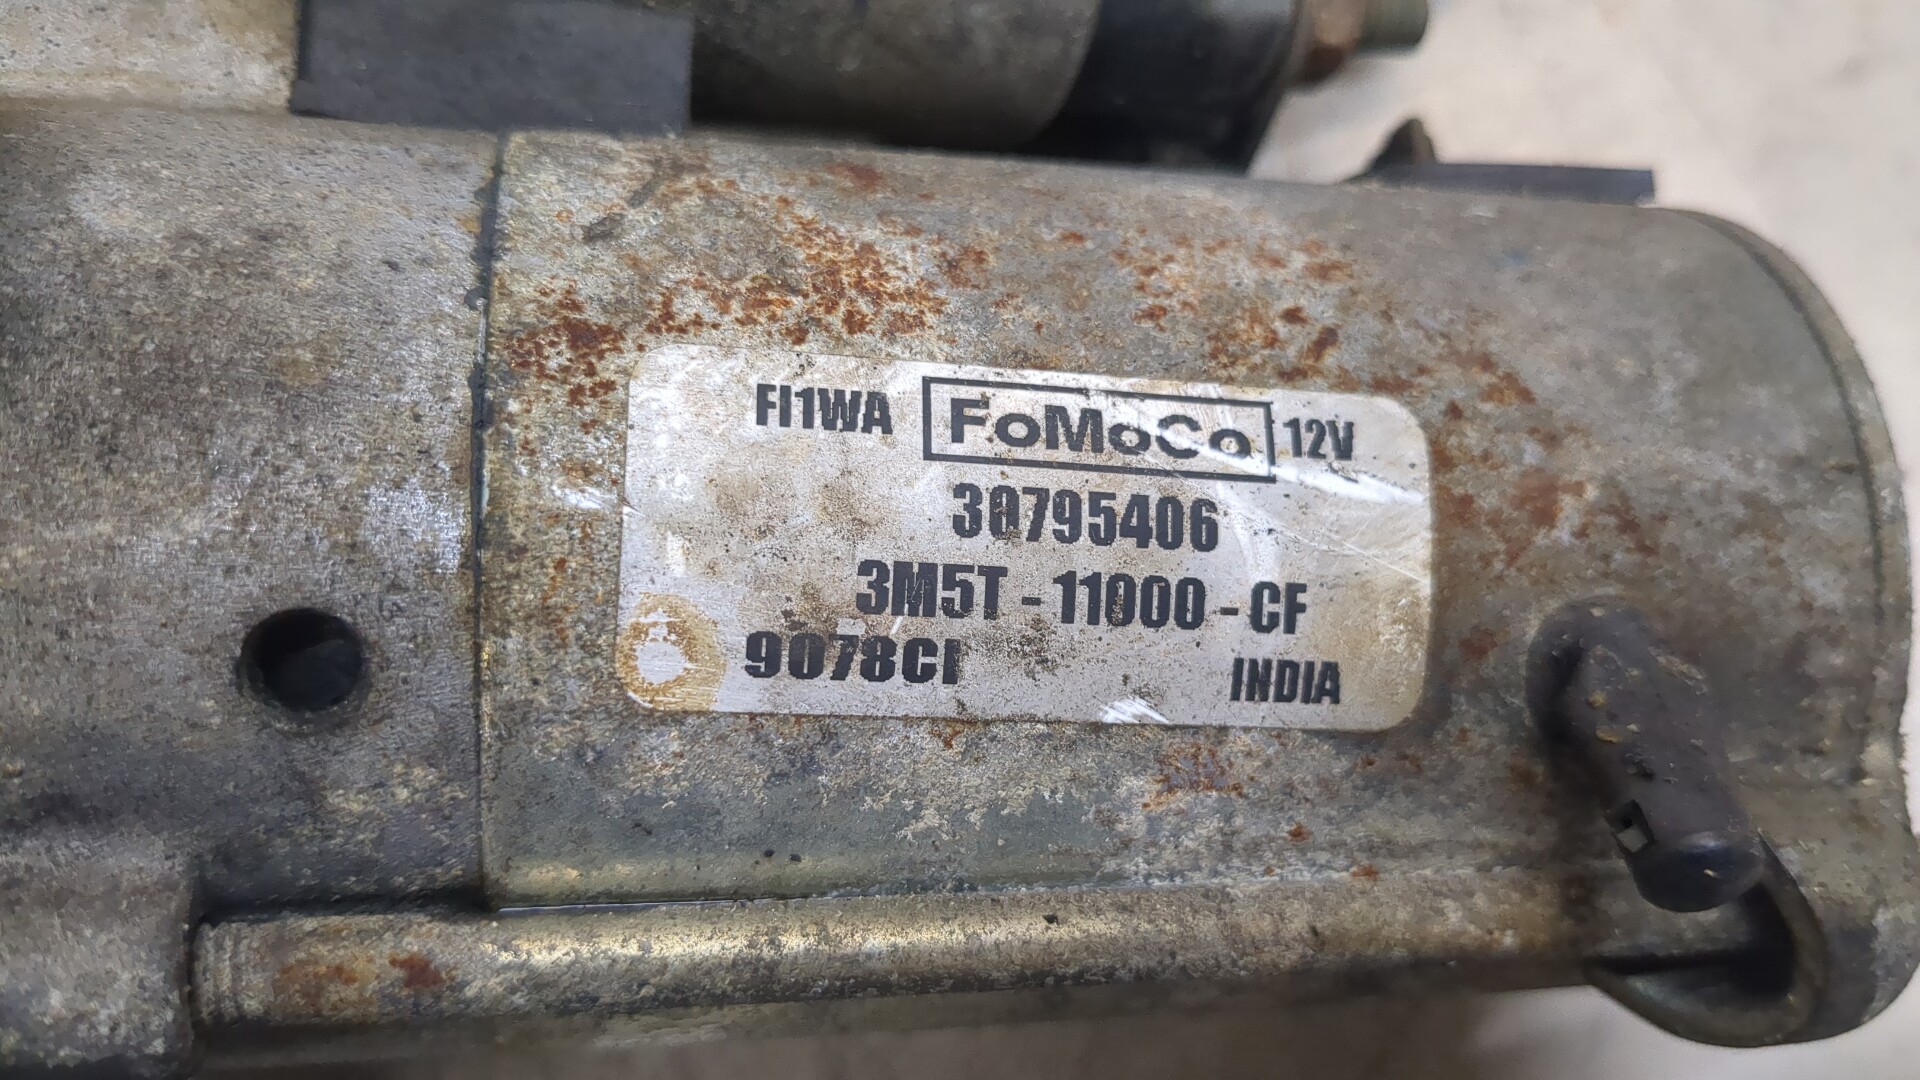 FI1WA FoMoCo 12V
30795406
3M5T - 11000 - CF
9078CI INDIA